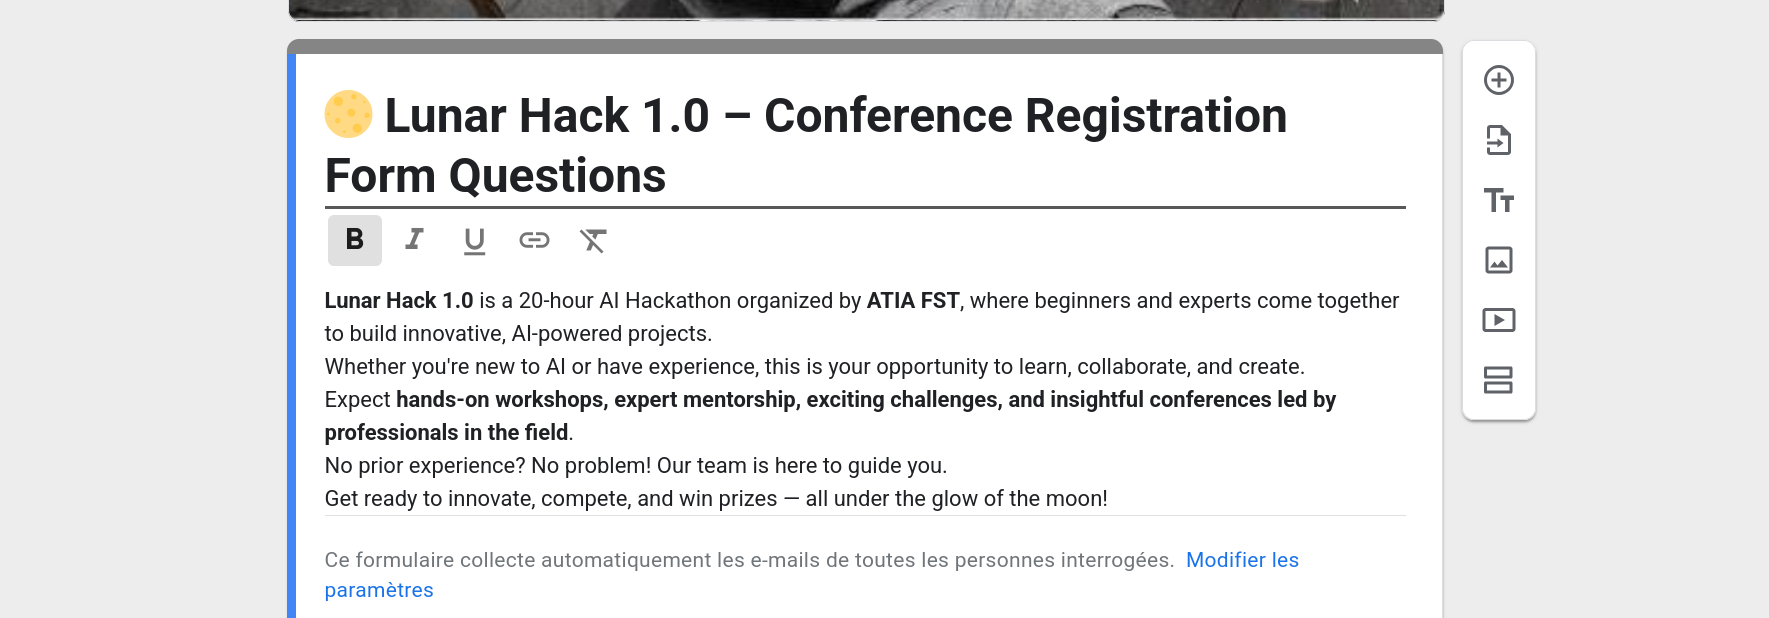 🌕 Lunar Hack 1.0 – Conference Registration
Form Questions
B I U
Lunar Hack 1.0 is a 20-hour AI Hackathon organized by ATIA FST, where beginners and experts come together
to build innovative, AI-powered projects.
Whether you're new to AI or have experience, this is your opportunity to learn, collaborate, and create.
Expect hands-on workshops, expert mentorship, exciting challenges, and insightful conferences led by
professionals in the field.
No prior experience? No problem! Our team is here to guide you.
Get ready to innovate, compete, and win prizes — all under the glow of the moon!
Ce formulaire collecte automatiquement les e-mails de toutes les personnes interrogées. Modifier les
paramètres
Tт